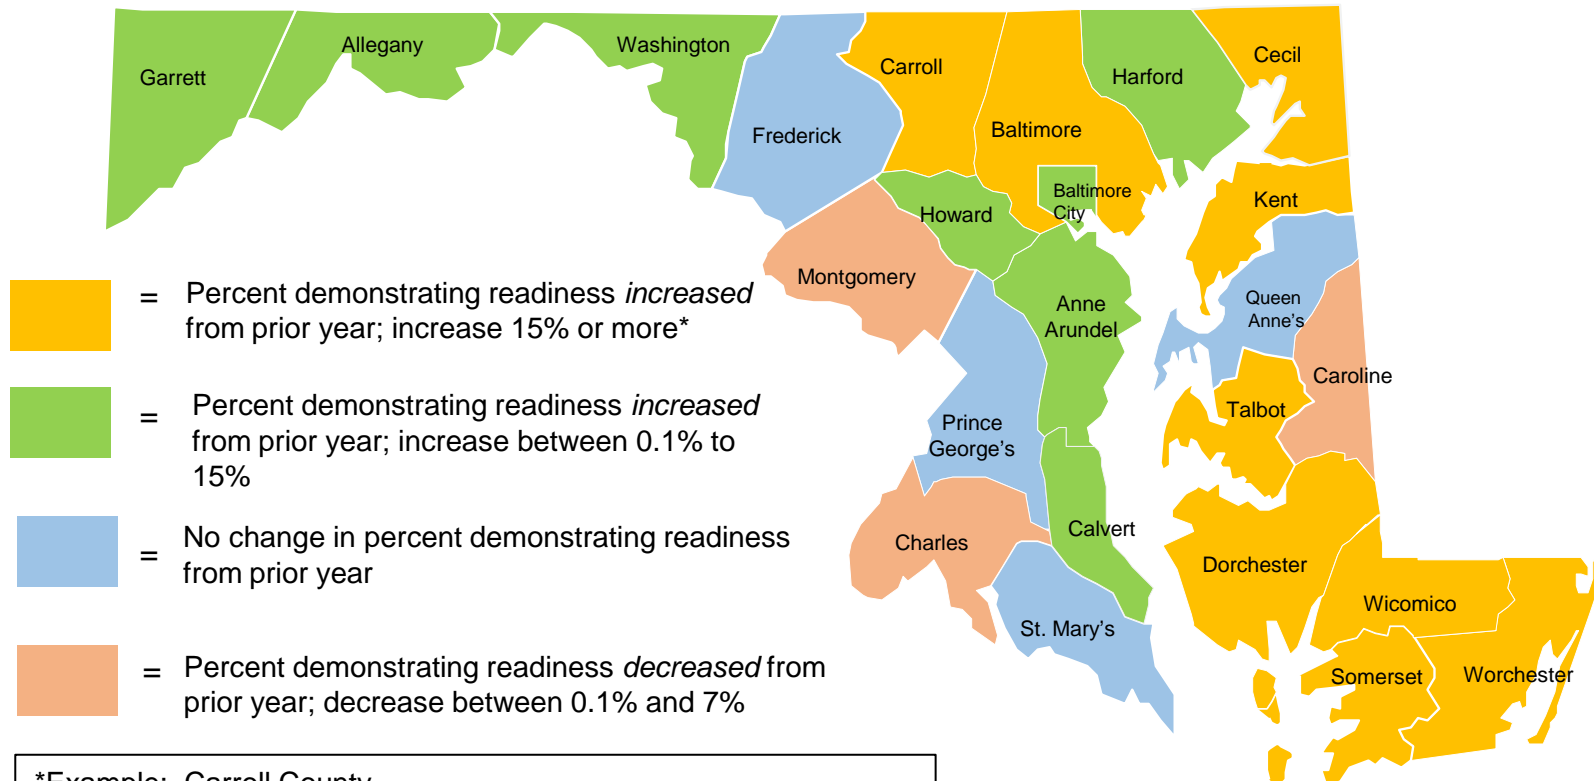 Garrett
Allegany
Washington
Frederick
Carroll
Baltimore
Harford
Cecil
Baltimore
City
Howard
Kent
Montgomery
Anne
Arundel
Queen
Anne’s
Caroline
Talbot
Prince
George’s
Charles
Calvert
St. Mary’s
Dorchester
Wicomico
Somerset
Worchester
= Percent demonstrating readiness increased
from prior year; increase 15% or more*
= Percent demonstrating readiness increased
from prior year; increase between 0.1% to
15%
= No change in percent demonstrating readiness
from prior year
= Percent demonstrating readiness decreased from
prior year; decrease between 0.1% and 7%
*Example: Carroll County